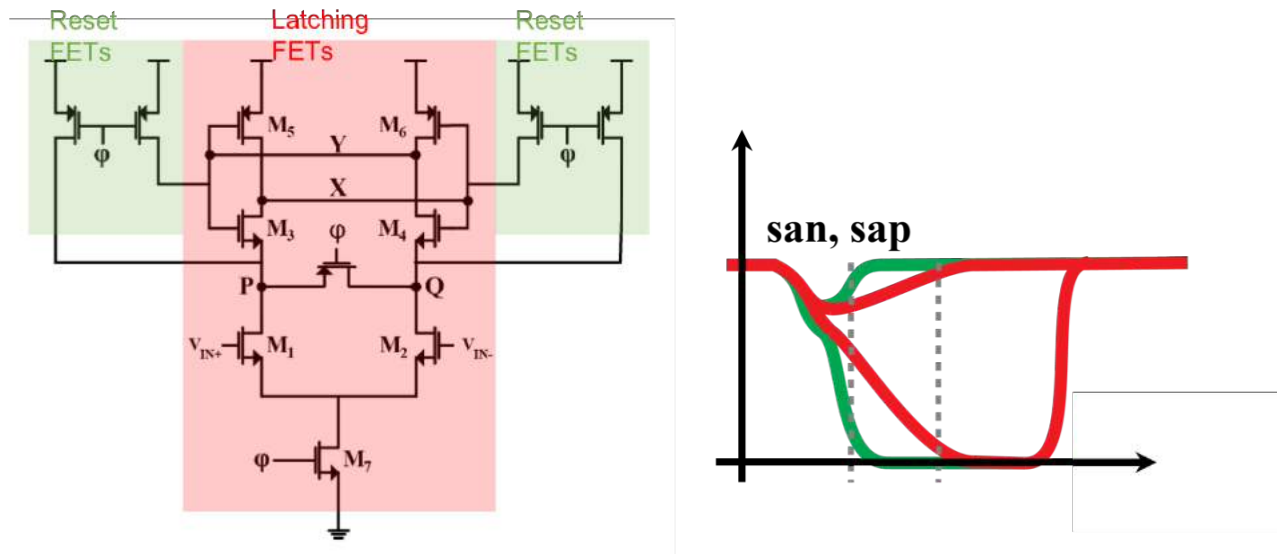 Reset
FETs
Latching
FETs
Reset
FETs
M5
M6
Y
φ
φ
X
M3
φ
M4
P
Q
VIN+
M1
M2
VIN-
φ
M7
san, sap